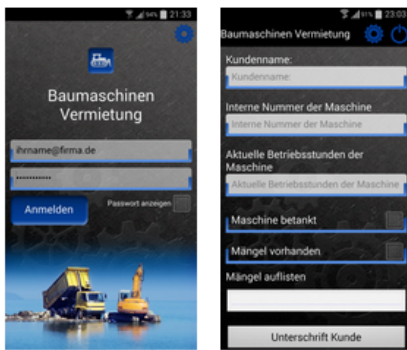 54% 21:33
Baumaschinen
Vermietung
ihrname@firma.de
Anmelden
Passwort anzeigen
51% 23:03
Baumaschinen Vermietung
Kundenname:
Kundenname:
Interne Nummer der Maschine
Interne Nummer der Maschine
Aktuelle Betriebsstunden der
Maschine
Aktuelle Betriebsstunden der Maschine
Maschine betankt
Mängel vorhanden
Mängel auflisten
Unterschrift Kunde